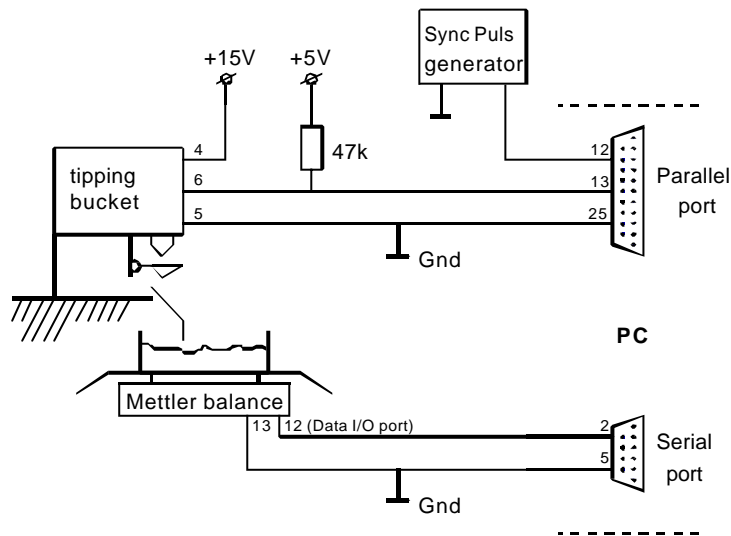 Sync Puls
generator
+15V
+5V
47k
4
6
5
tipping
bucket
12
13
25
Parallel
port
Gnd
PC
Mettler balance
13
12 (Data I/O port)
2
5
Serial
port
Gnd